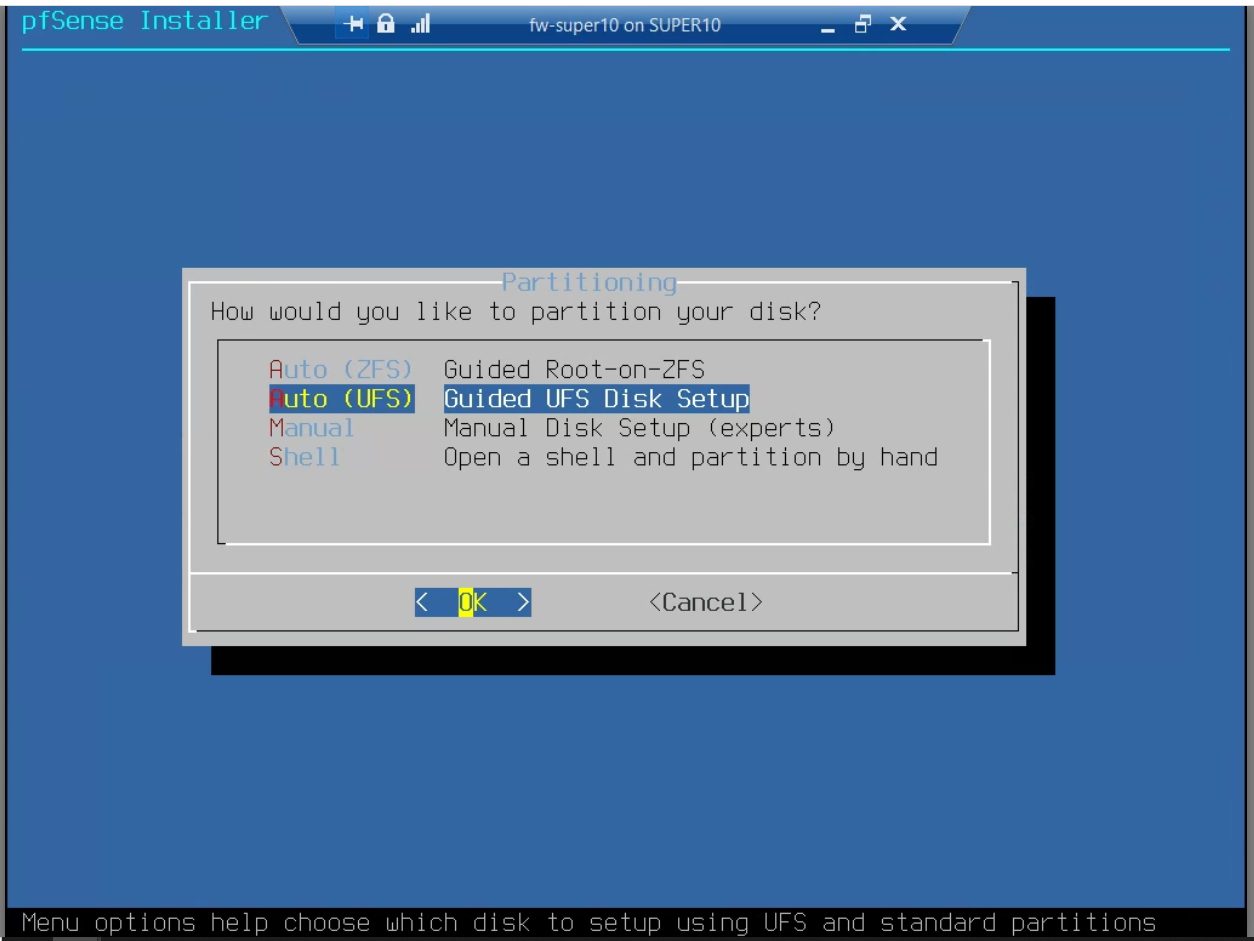 pfSense Installer
fw-super10 on SUPER10
Partitioning
How would you like to partition your disk?
Auto (ZFS) Guided Root-on-ZFS
Auto (UFS) Guided UFS Disk Setup
Manual Manual Disk Setup (experts)
Shell Open a shell and partition by hand
< OK > <Cancel>
Menu options help choose which disk to setup using UFS and standard partitions